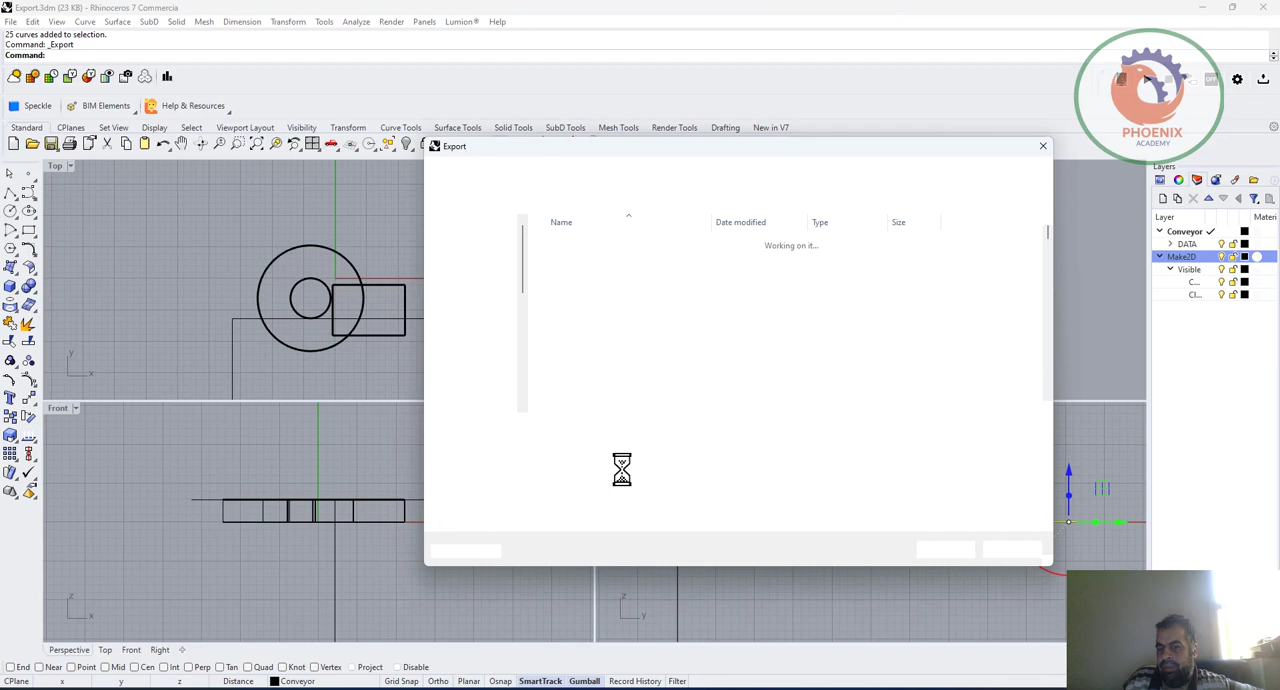 Export.3dm (23 KB) - Rhinoceros 7 Commercia
File Edit View Curve Surface SubD Solid Mesh Dimension Transform Tools Analyze Render Panels Lumion® Help
25 curves added to selection.
Command: _Export
Command:
Speckle BIM Elements Help & Resources
Standard CPlanes Set View Display Select Viewport Layout Visibility Transform Curve Tools Surface Tools Solid Tools SubD Tools Mesh Tools Render Tools Drafting New in V7
PHOENIX
ACADEMY
OFF
Export
Top
Layers
Name Date modified Type Size
Working on it...
Layer Materi
Conveyor
DATA
Make2D
Visible
C...
Cl...
y
x
Front
z
x
z
y
Perspective Top Front Right
End Near Point Mid Cen Int Perp Tan Quad Knot Vertex Project Disable
CPlane x y z Distance Conveyor Grid Snap Ortho Planar Osnap SmartTrack Gumball Record History Filter